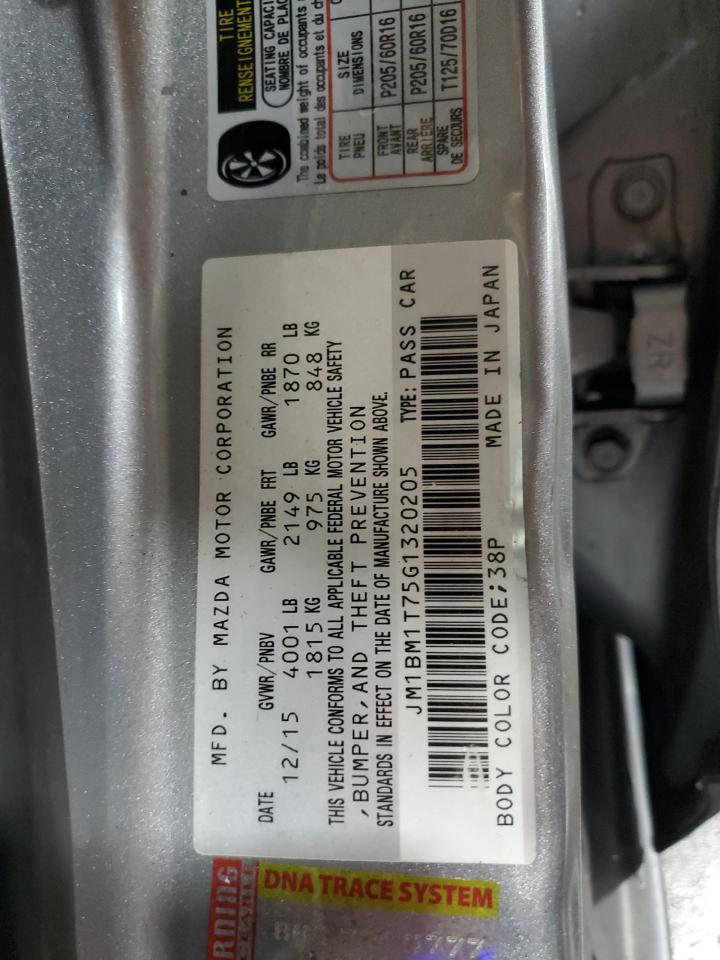 TIRE
RENSEIGNEMENT
SEATING CAPACI
NOMBRE DE PLAC
The combined weight of occupants
Le poids total des occupants et du ch
TIRE PNEU SIZE DIMENSIONS
FRONT AVANT P205/60R16
REAR ARRIÈRE P205/60R16
SPARE DE SECOURS T125/70D16
MFD. BY MAZDA MOTOR CORPORATION
DATE GVWR/PNBV GAWR/PNBE FRT GAWR/PNBE RR
12/15 4001 LB 2149 LB 1870 LB
1815 KG 975 KG 848 KG
THIS VEHICLE CONFORMS TO ALL APPLICABLE FEDERAL MOTOR VEHICLE SAFETY
,BUMPER,AND THEFT PREVENTION
STANDARDS IN EFFECT ON THE DATE OF MANUFACTURE SHOWN ABOVE.
JM1BM1T75G1320205 TYPE: PASS CAR
BODY COLOR CODE;38P MADE IN JAPAN
rning
DNA TRACE SYSTEM
ZR